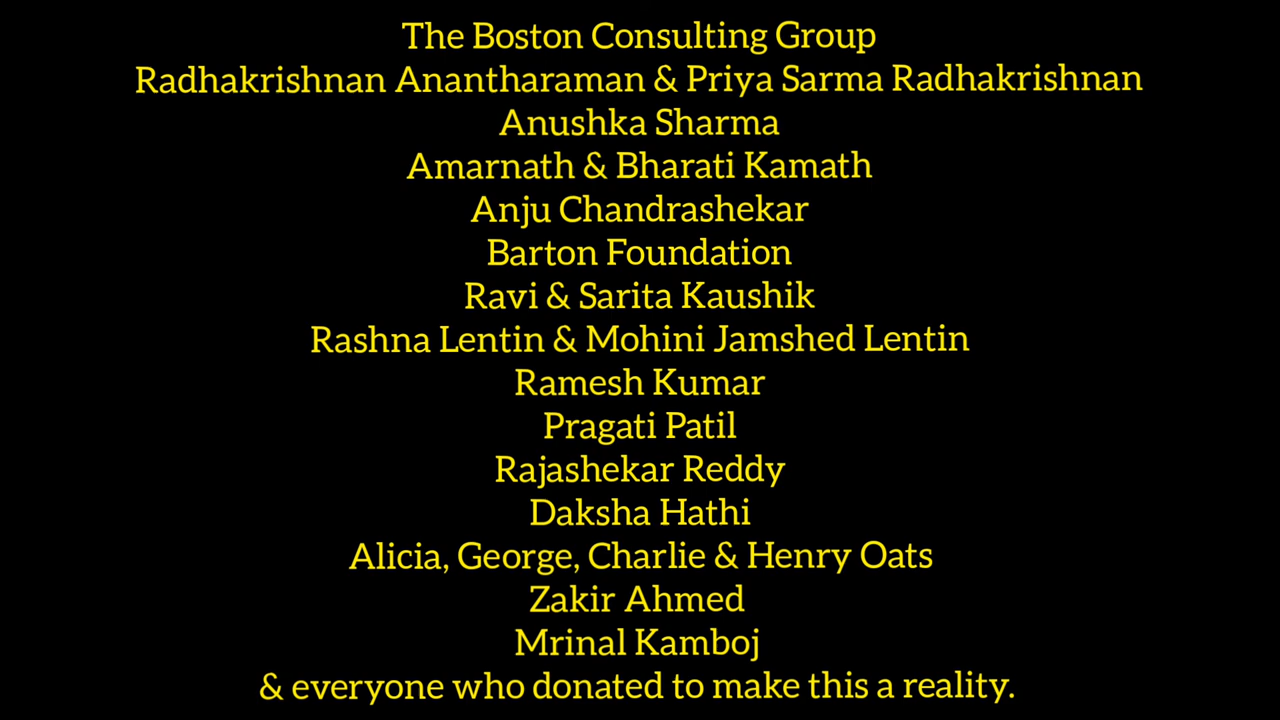 The Boston Consulting Group
Radhakrishnan Anantharaman & Priya Sarma Radhakrishnan
Anushka Sharma
Amarnath & Bharati Kamath
Anju Chandrashekar
Barton Foundation
Ravi & Sarita Kaushik
Rashna Lentin & Mohini Jamshed Lentin
Ramesh Kumar
Pragati Patil
Rajashekar Reddy
Daksha Hathi
Alicia, George, Charlie & Henry Oats
Zakir Ahmed
Mrinal Kamboj
& everyone who donated to make this a reality.